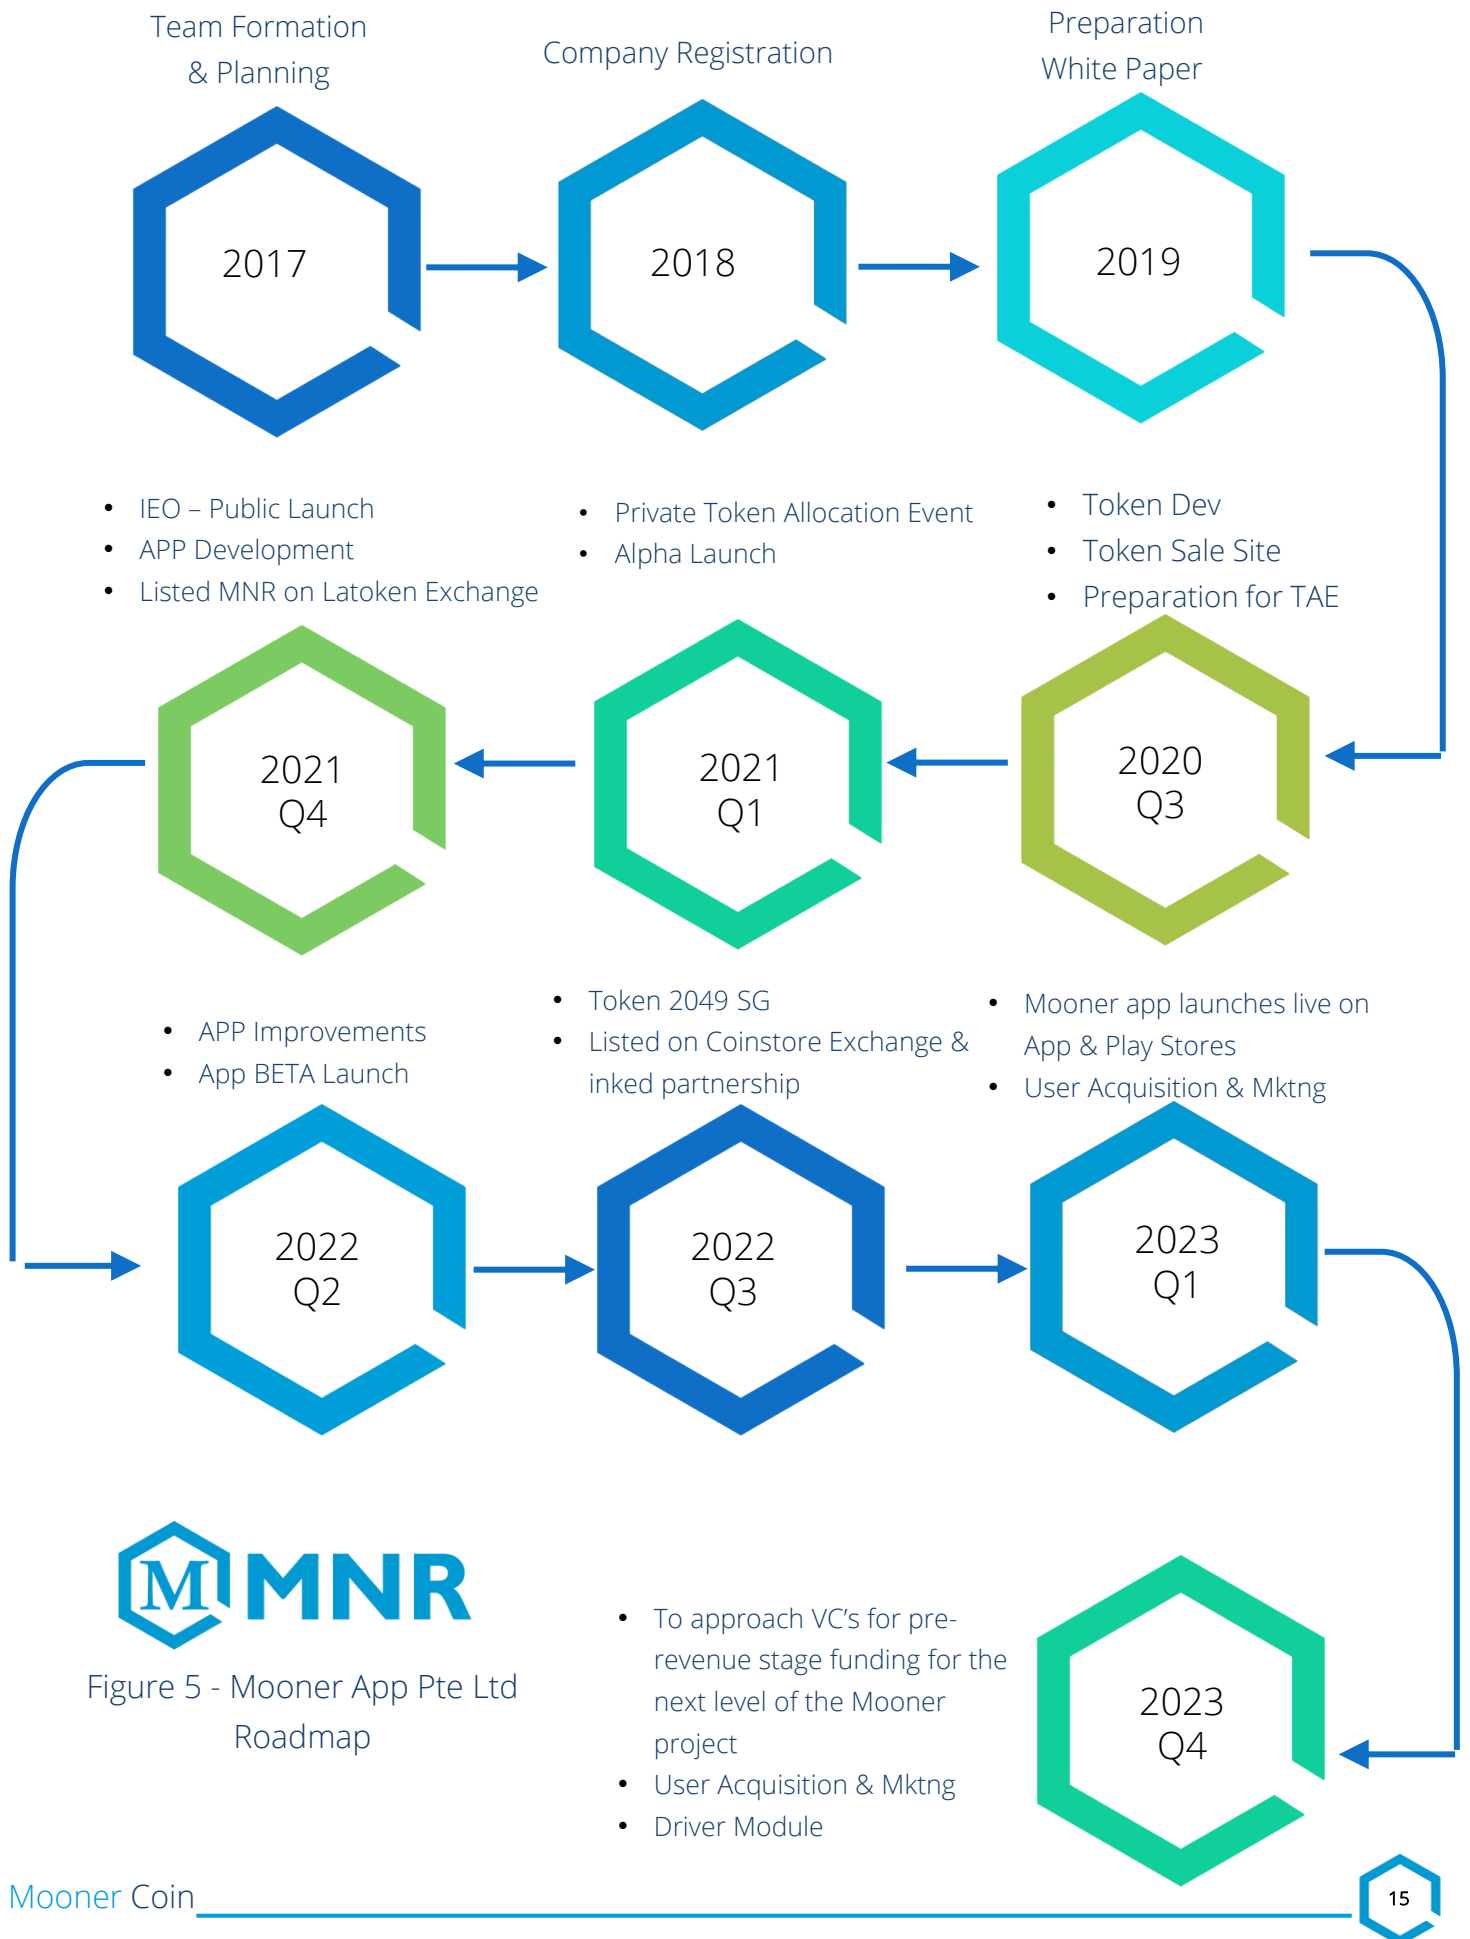 Team Formation
& Planning
Company Registration
Preparation
White Paper
2017
2018
2019
• IEO – Public Launch
• APP Development
• Listed MNR on Latoken Exchange
• Private Token Allocation Event
• Alpha Launch
• Token Dev
• Token Sale Site
• Preparation for TAE
2021
Q4
2021
Q1
2020
Q3
• APP Improvements
• App BETA Launch
• Token 2049 SG
• Listed on Coinstore Exchange &
inked partnership
• Mooner app launches live on
App & Play Stores
• User Acquisition & Mktng
2022
Q2
2022
Q3
2023
Q1
M MNR
Figure 5 - Mooner App Pte Ltd
Roadmap
• To approach VC’s for pre-
revenue stage funding for the
next level of the Mooner
project
• User Acquisition & Mktng
• Driver Module
2023
Q4
Mooner Coin
15